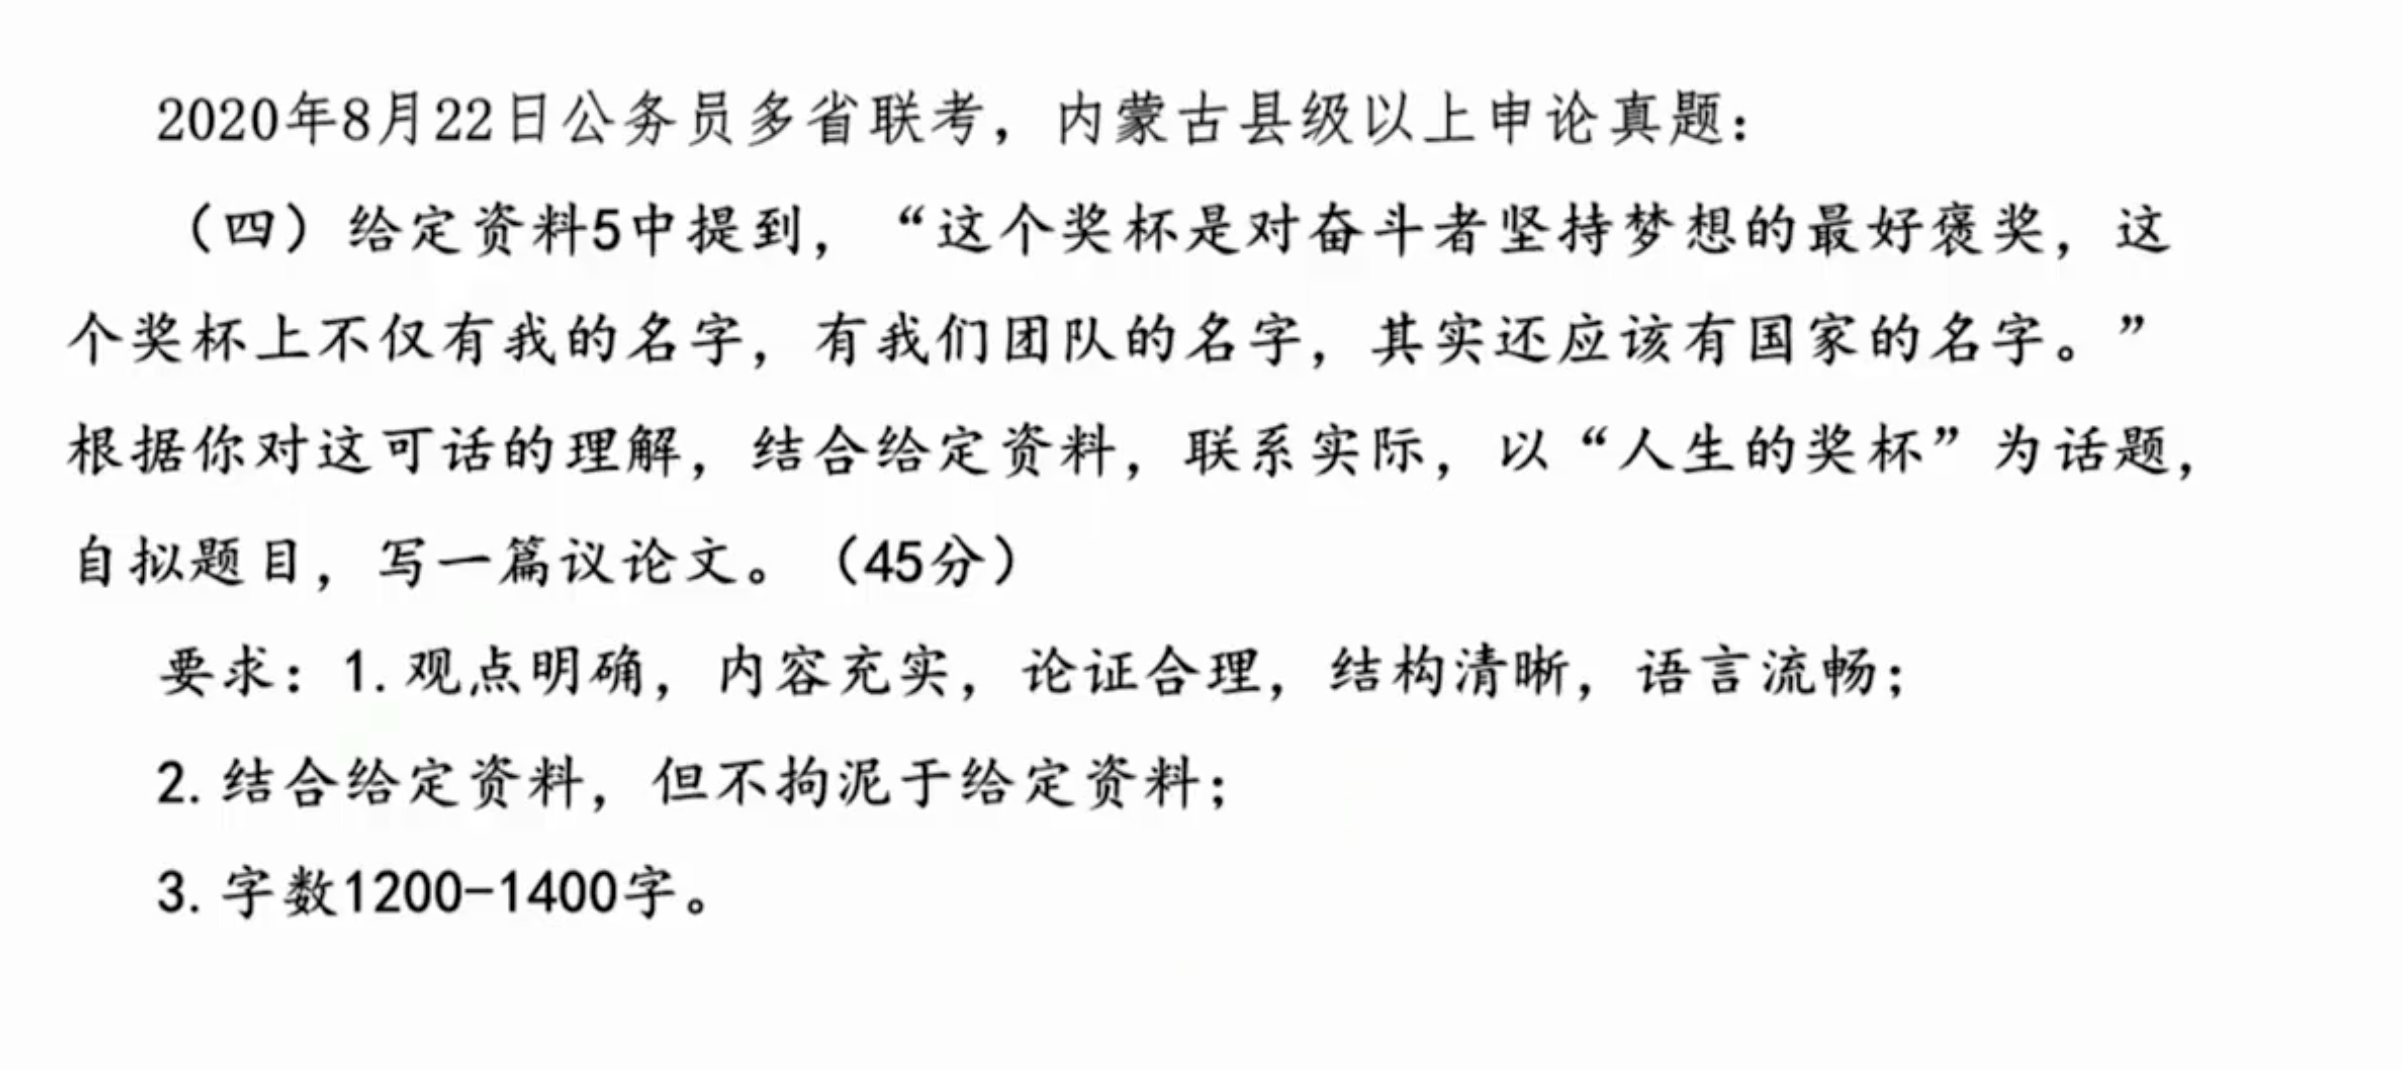 2020年8月22日公务员多省联考，内蒙古县级以上申论真题：
（四）给定资料5中提到，“这个奖杯是对奋斗者坚持梦想的最好褒奖，这
个奖杯上不仅有我的名字，有我们团队的名字，其实还应该有国家的名字。”
根据你对这可话的理解，结合给定资料，联系实际，以“人生的奖杯”为话题，
自拟题目，写一篇议论文。（45分）
要求：1.观点明确，内容充实，论证合理，结构清晰，语言流畅；
2.结合给定资料，但不拘泥于给定资料；
3.字数1200-1400字。